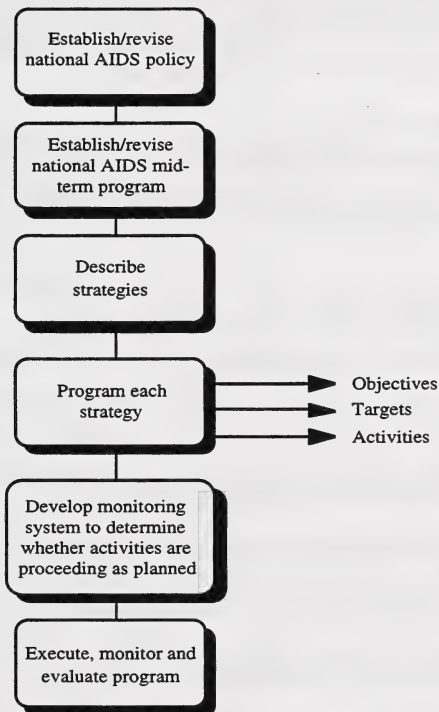 Establish/revise
national AIDS policy
Establish/revise
national AIDS mid-
term program
Describe
strategies
Program each
strategy
Objectives
Targets
Activities
Develop monitoring
system to determine
whether activities are
proceeding as planned
Execute, monitor and
evaluate program